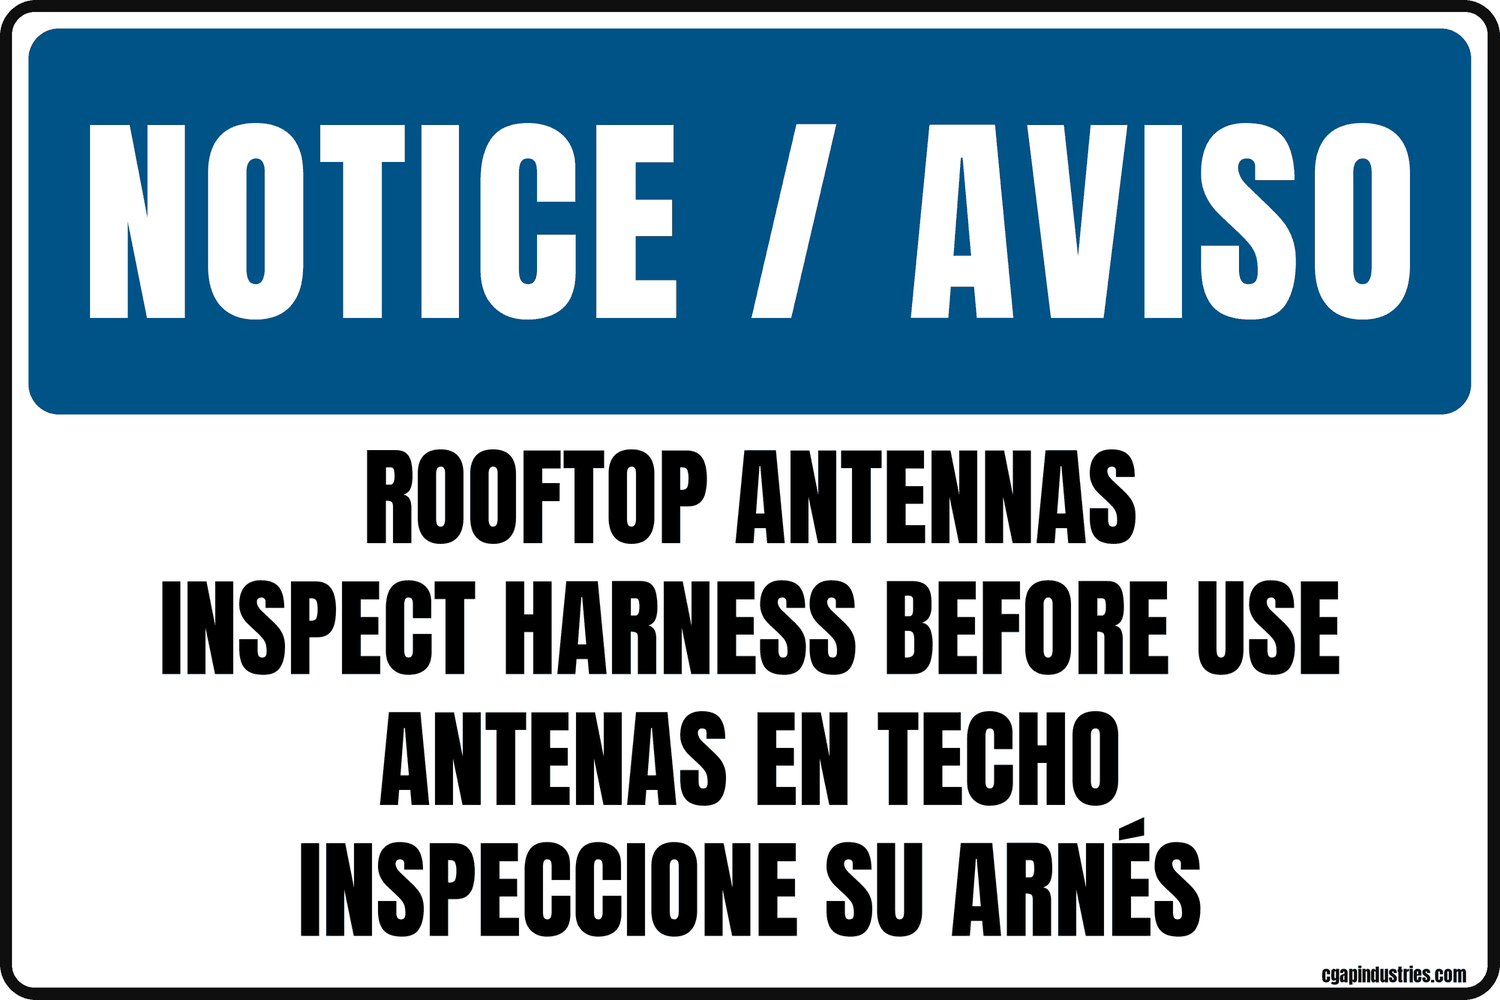 NOTICE / AVISO
ROOFTOP ANTENNAS
INSPECT HARNESS BEFORE USE
ANTENAS EN TECHO
INSPECCIONE SU ARNÉS
cgapindustries.com